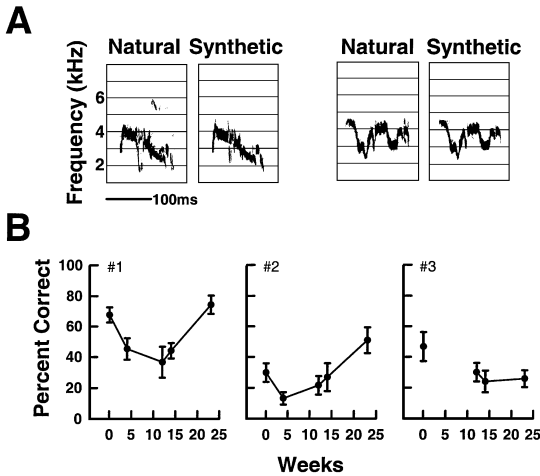 A
Natural Synthetic Natural Synthetic
Frequency (kHz)
6
4
2
100ms
B
Percent Correct
100
80
60
40
20
0
#1 #2 #3
0 5 10 15 20 25 0 5 10 15 20 25 0 5 10 15 20 25
Weeks